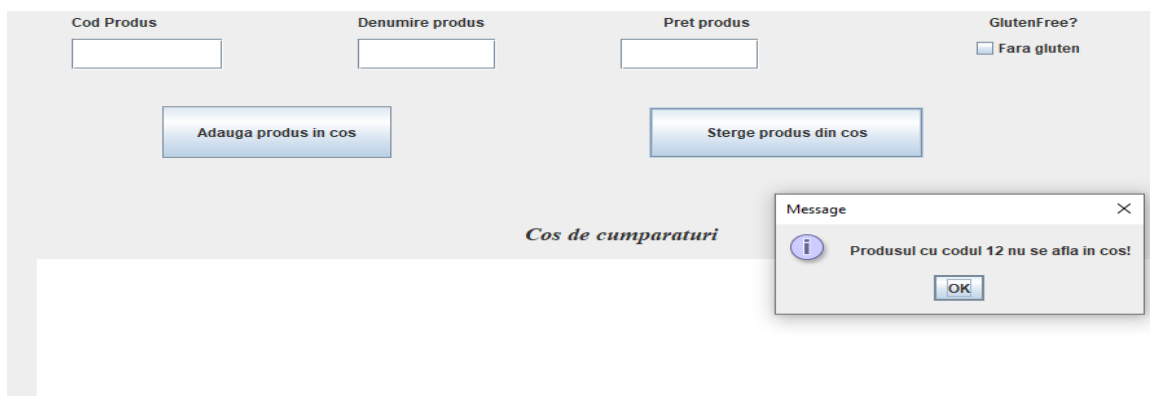 Cod Produs
Denumire produs
Pret produs
GlutenFree?
Fara gluten
Adauga produs in cos
Sterge produs din cos
Cos de cumparaturi
Message
i
Produsul cu codul 12 nu se afla in cos!
OK